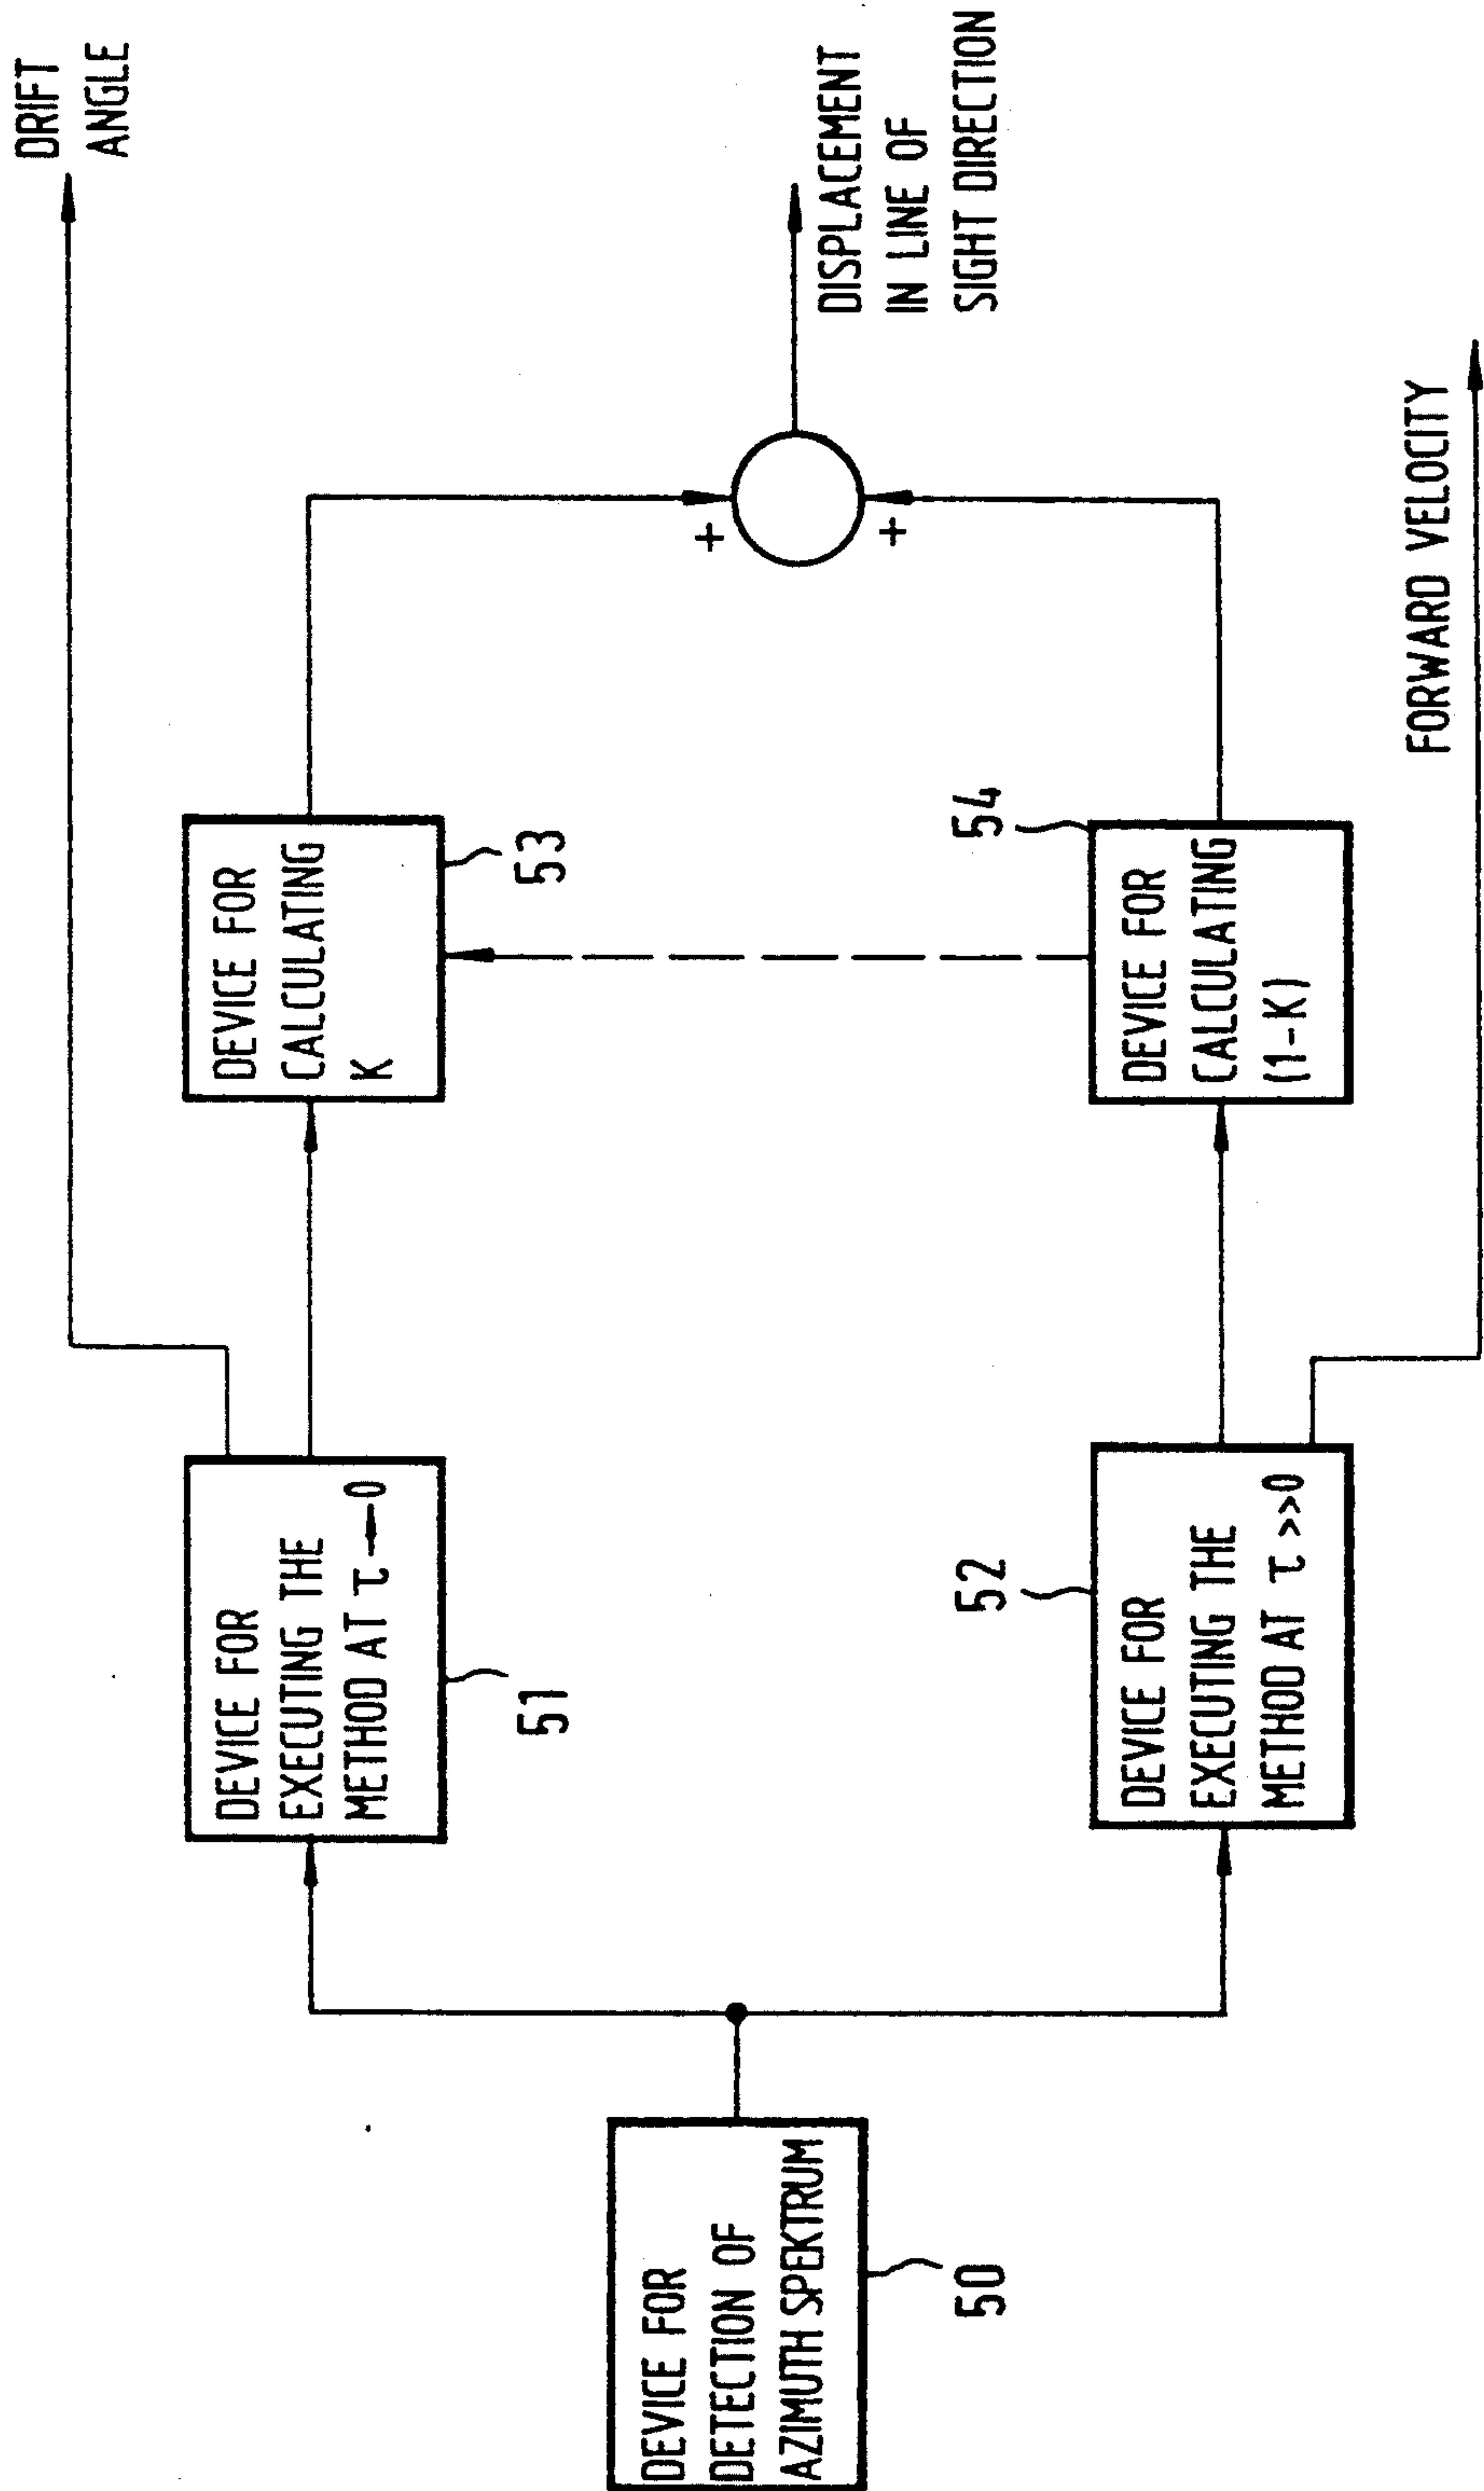 DEVICE FOR
DETECTION OF
AZIMUTH SPEKTRUM
50
DEVICE FOR
EXECUTING THE
METHOD AT τ→0
51
DEVICE FOR
EXECUTING THE
METHOD AT τ >>0
52
DEVICE FOR
CALCULATING
K
53
DEVICE FOR
CALCULATING
(1-K)
54
+
+
DRIFT
ANGLE
DISPLACEMENT
IN LINE OF
SIGHT DIRECTION
FORWARD VELOCITY